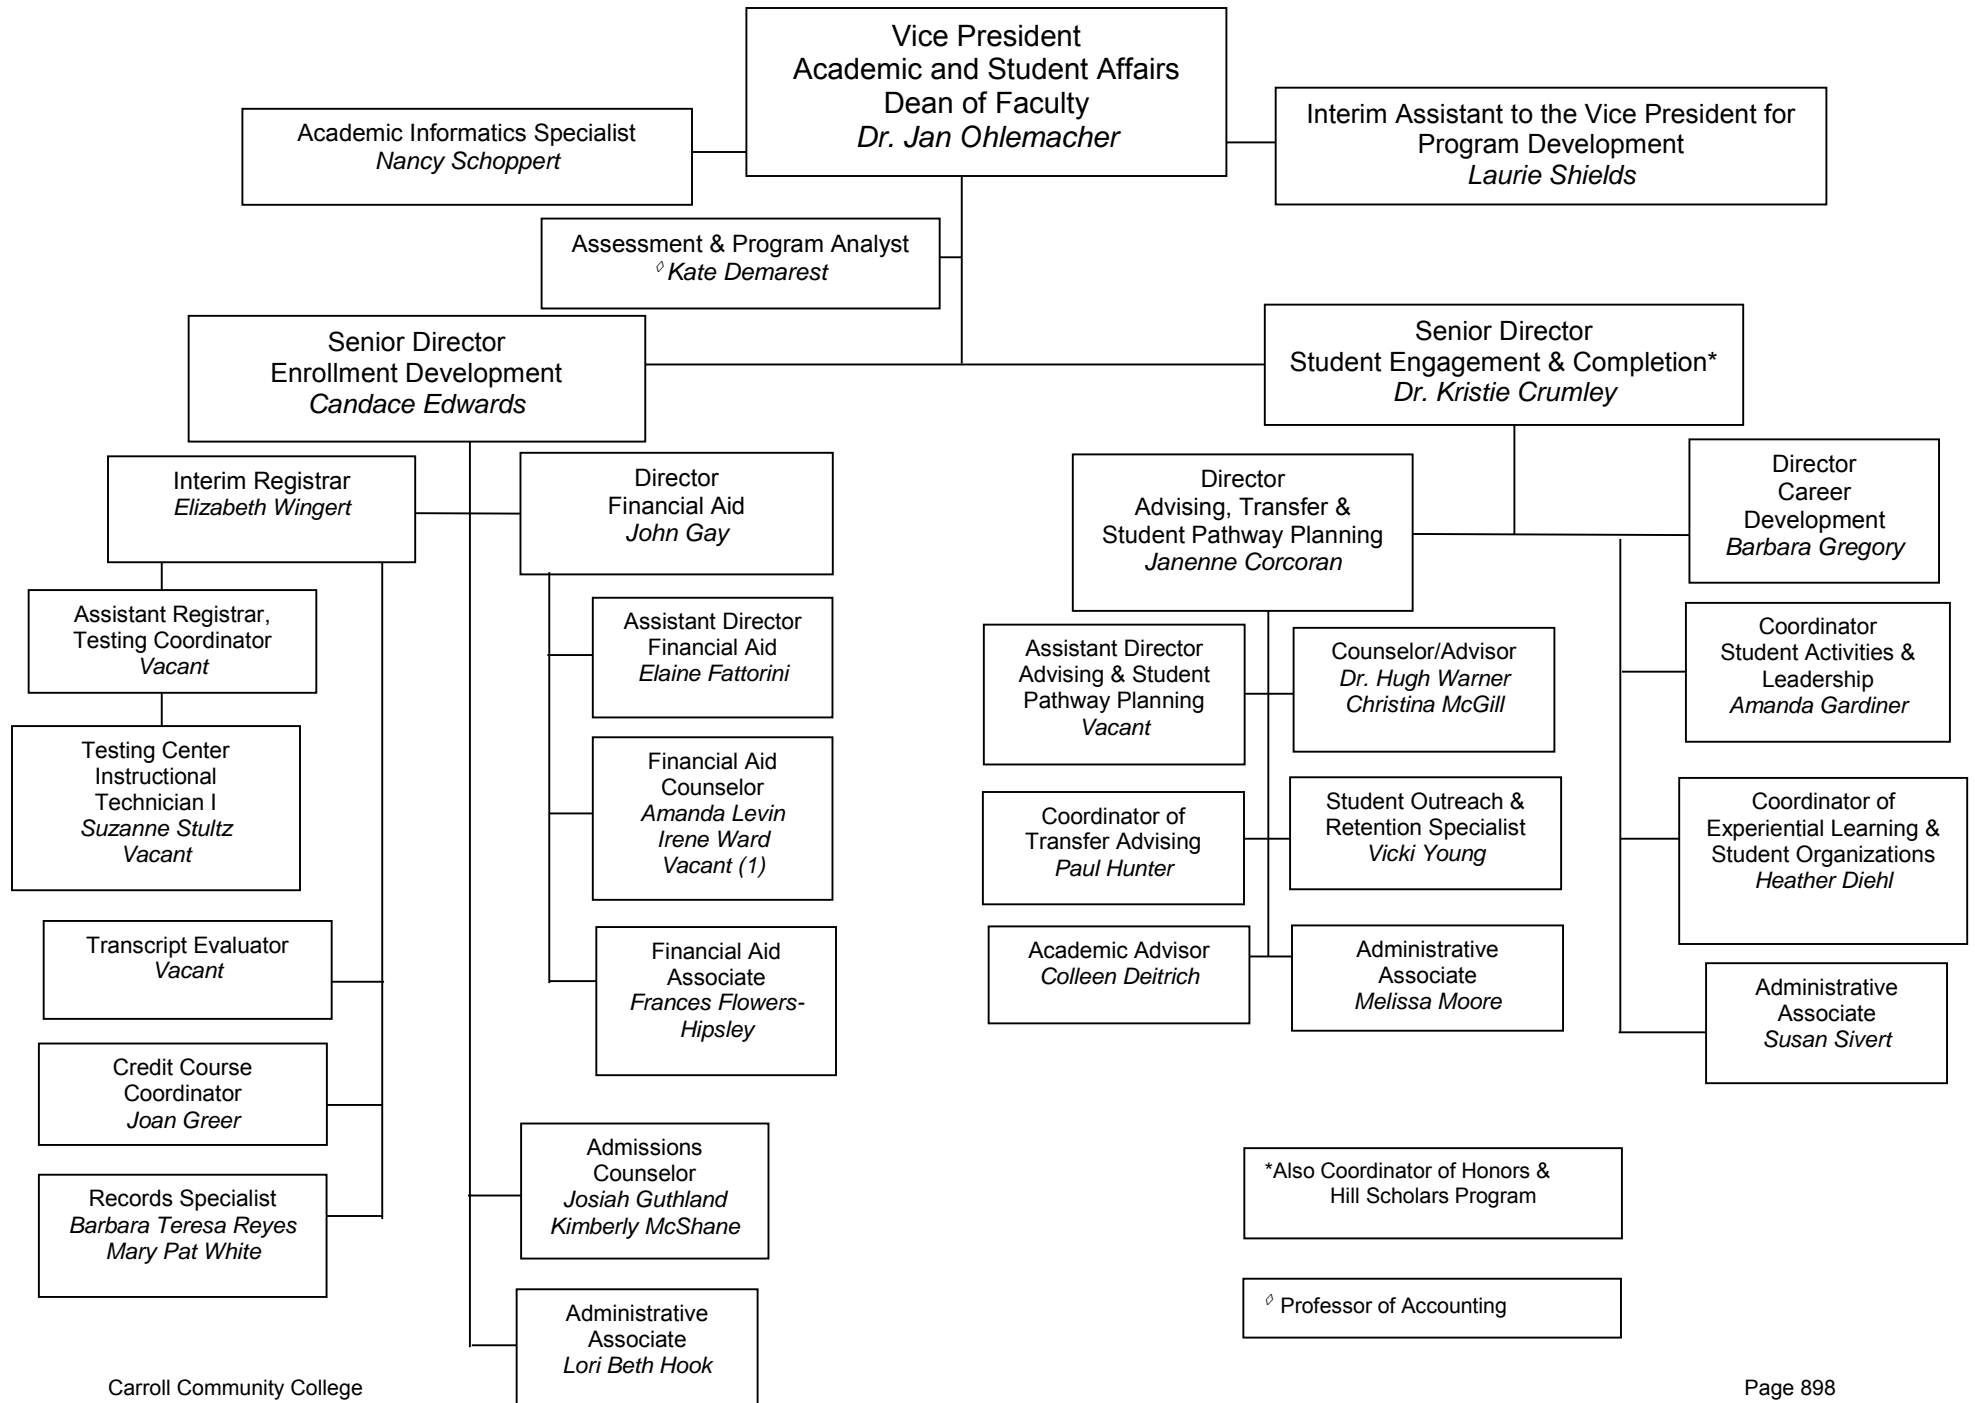 Vice President
Academic and Student Affairs
Dean of Faculty
Dr. Jan Ohlemacher
Academic Informatics Specialist
Nancy Schoppert
Interim Assistant to the Vice President for
Program Development
Laurie Shields
Assessment & Program Analyst
◊ Kate Demarest
Senior Director
Enrollment Development
Candace Edwards
Senior Director
Student Engagement & Completion*
Dr. Kristie Crumley
Interim Registrar
Elizabeth Wingert
Director
Financial Aid
John Gay
Director
Advising, Transfer &
Student Pathway Planning
Janenne Corcoran
Director
Career
Development
Barbara Gregory
Assistant Registrar,
Testing Coordinator
Vacant
Assistant Director
Financial Aid
Elaine Fattorini
Assistant Director
Advising & Student
Pathway Planning
Vacant
Counselor/Advisor
Dr. Hugh Warner
Christina McGill
Coordinator
Student Activities &
Leadership
Amanda Gardiner
Testing Center
Instructional
Technician I
Suzanne Stultz
Vacant
Financial Aid
Counselor
Amanda Levin
Irene Ward
Vacant (1)
Coordinator of
Transfer Advising
Paul Hunter
Student Outreach &
Retention Specialist
Vicki Young
Coordinator of
Experiential Learning &
Student Organizations
Heather Diehl
Transcript Evaluator
Vacant
Financial Aid
Associate
Frances Flowers-
Hipsley
Academic Advisor
Colleen Deitrich
Administrative
Associate
Melissa Moore
Administrative
Associate
Susan Sivert
Credit Course
Coordinator
Joan Greer
Admissions
Counselor
Josiah Guthland
Kimberly McShane
*Also Coordinator of Honors &
Hill Scholars Program
Records Specialist
Barbara Teresa Reyes
Mary Pat White
Administrative
Associate
Lori Beth Hook
◊ Professor of Accounting
Carroll Community College
Page 898